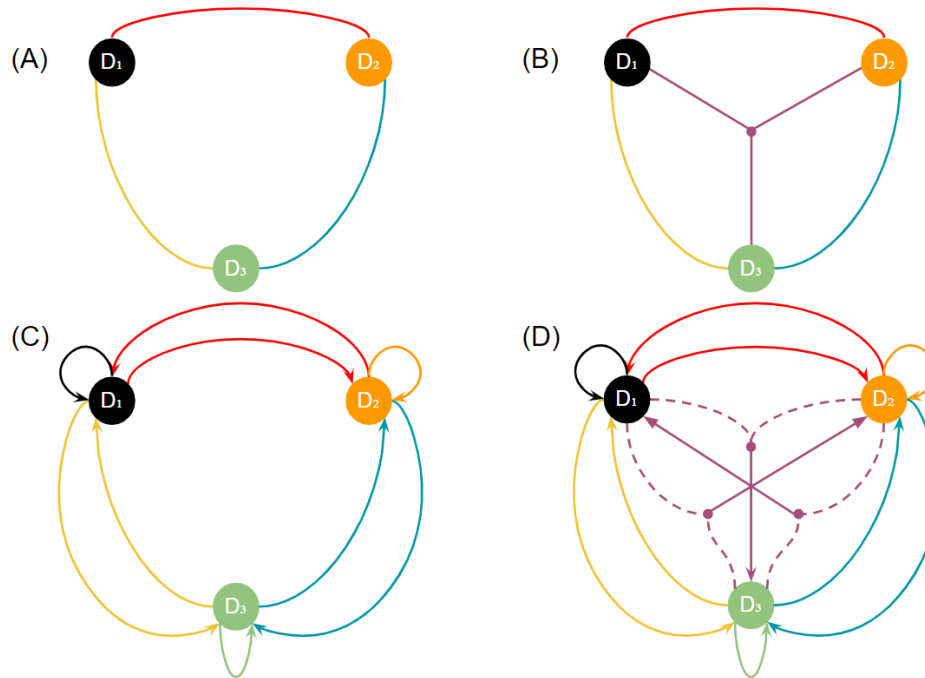 (A) D₁ D₂ (B) D₁ D₂
D₃ D₃
(C) (D)
D₁ D₂ D₁ D₂
D₃ D₃